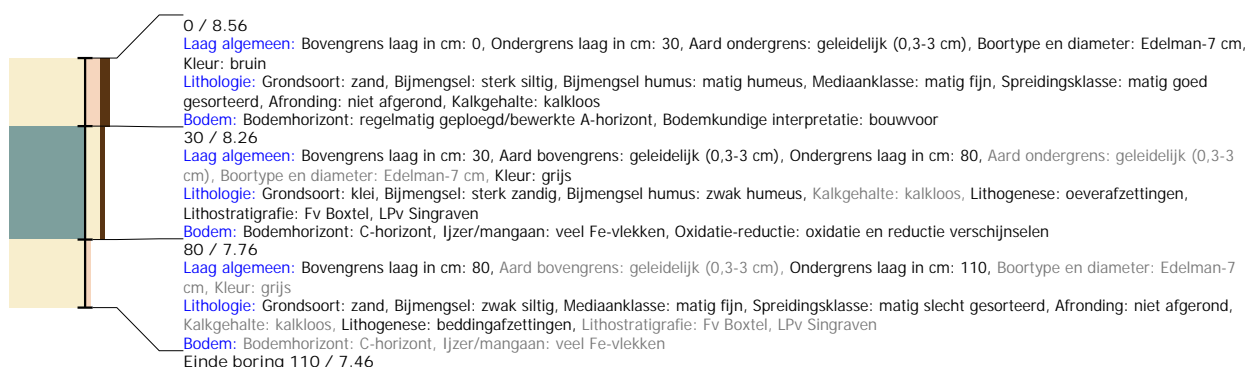 0 / 8.56
Laag algemeen: Bovengrens laag in cm: 0, Ondergrens laag in cm: 30, Aard ondergrens: geleidelijk (0,3-3 cm), Boortype en diameter: Edelman-7 cm,
Kleur: bruin
Lithologie: Grondsoort: zand, Bijmengsel: sterk siltig, Bijmengsel humus: matig humeus, Mediaanklasse: matig fijn, Spreidingsklasse: matig goed
gesorteerd, Afronding: niet afgerond, Kalkgehalte: kalkloos
Bodem: Bodemhorizont: regelmatig geploegd/bewerkte A-horizont, Bodemkundige interpretatie: bouwvoor
30 / 8.26
Laag algemeen: Bovengrens laag in cm: 30, Aard bovengrens: geleidelijk (0,3-3 cm), Ondergrens laag in cm: 80, Aard ondergrens: geleidelijk (0,3-3
cm), Boortype en diameter: Edelman-7 cm, Kleur: grijs
Lithologie: Grondsoort: klei, Bijmengsel: sterk zandig, Bijmengsel humus: zwak humeus, Kalkgehalte: kalkloos, Lithogenese: oeverafzettingen,
Lithostratigrafie: Fv Boxtel, LPv Singraven
Bodem: Bodemhorizont: C-horizont, Ijzer/mangaan: veel Fe-vlekken, Oxidatie-reductie: oxidatie en reductie verschijnselen
80 / 7.76
Laag algemeen: Bovengrens laag in cm: 80, Aard bovengrens: geleidelijk (0,3-3 cm), Ondergrens laag in cm: 110, Boortype en diameter: Edelman-7
cm, Kleur: grijs
Lithologie: Grondsoort: zand, Bijmengsel: zwak siltig, Mediaanklasse: matig fijn, Spreidingsklasse: matig slecht gesorteerd, Afronding: niet afgerond,
Kalkgehalte: kalkloos, Lithogenese: beddingafzettingen, Lithostratigrafie: Fv Boxtel, LPv Singraven
Bodem: Bodemhorizont: C-horizont, Ijzer/mangaan: veel Fe-vlekken
Einde boring 110 / 7.46